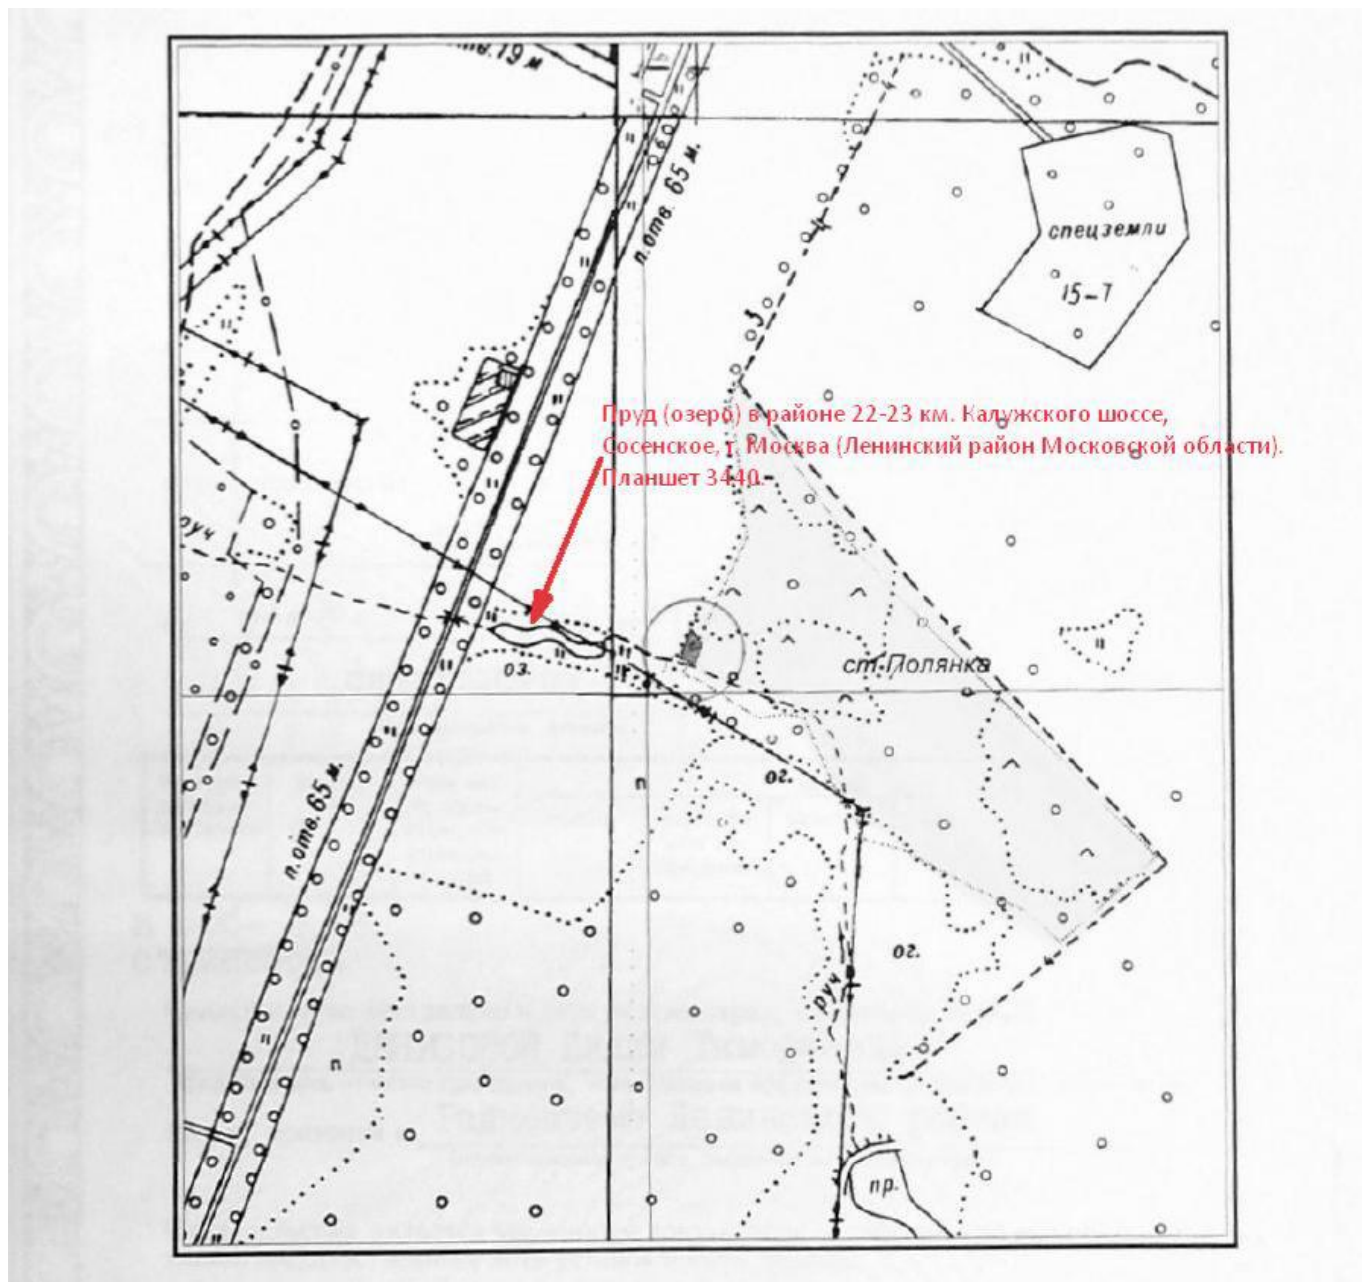 отв. 19 м
п. отв. 65 м.
спецземли
15-7
Пруд (озеро) в районе 22-23 км. Калужского шоссе,
Сосенское, г. Москва (Ленинский район Московской области).
Планшет 3440.
руч
оз.
ст. Полянка
п
ог.
п. отв. 65 м
ог.
руч
п
пр.